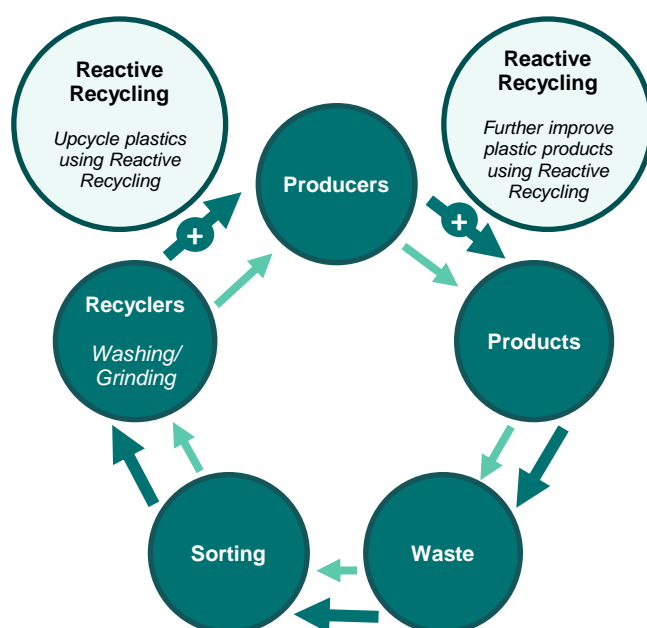 Reactive
Recycling
Upcycle plastics
using Reactive
Recycling
Reactive
Recycling
Further improve
plastic products
using Reactive
Recycling
Producers
+
+
Recyclers
Washing/
Grinding
Products
Sorting
Waste